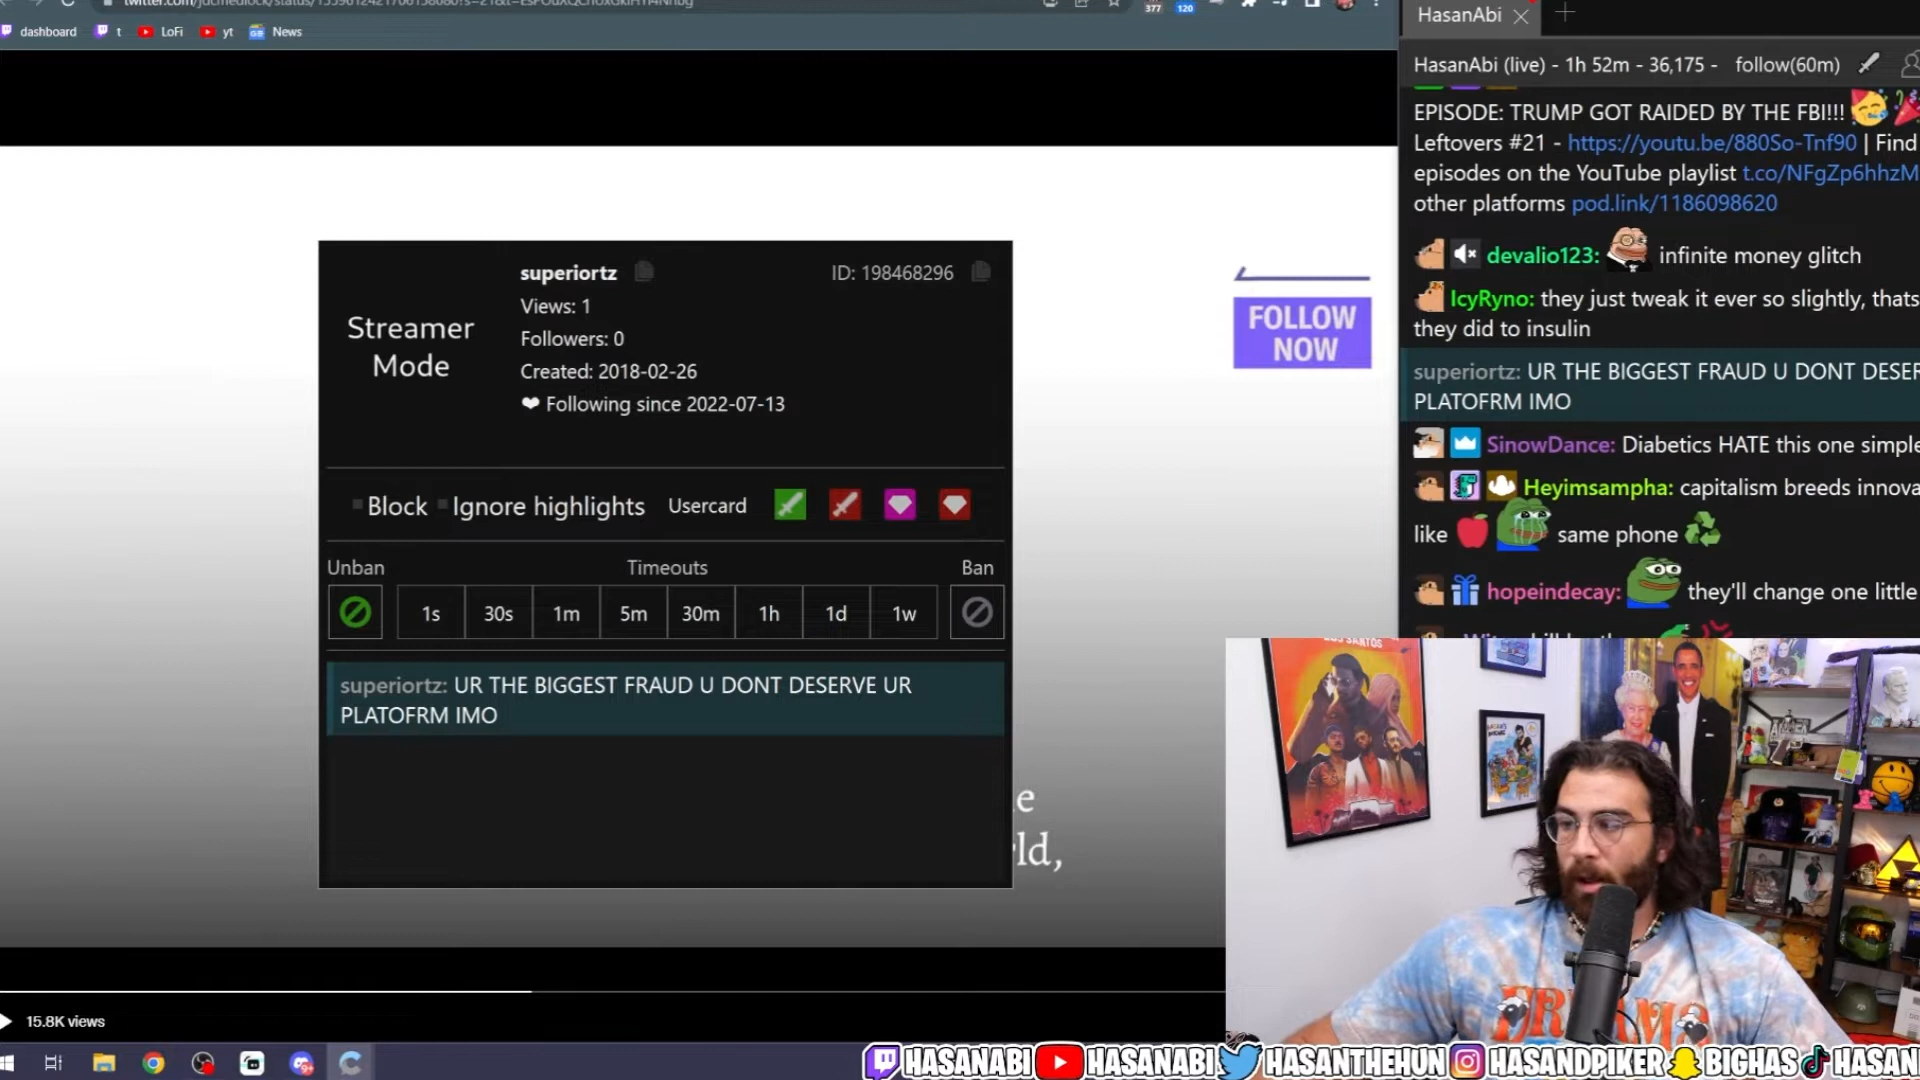 dashboard t LoFi yt News
superiortz ID: 198468296
Views: 1
Followers: 0
Created: 2018-02-26
Following since 2022-07-13
Streamer
Mode
Block Ignore highlights Usercard
Unban Timeouts Ban
1s 30s 1m 5m 30m 1h 1d 1w
superiortz: UR THE BIGGEST FRAUD U DONT DESERVE UR
PLATOFRM IMO
FOLLOW
NOW
15.8K views
377
120
HasanAbi
HasanAbi (live) - 1h 52m - 36,175 - follow(60m)
EPISODE: TRUMP GOT RAIDED BY THE FBI!!!
Leftovers #21 - https://youtu.be/880So-Tnf90 | Find
episodes on the YouTube playlist t.co/NFgZp6hhzM
other platforms pod.link/1186098620
devalio123: infinite money glitch
IcyRyno: they just tweak it ever so slightly, thats
they did to insulin
superiortz: UR THE BIGGEST FRAUD U DONT DESER
PLATOFRM IMO
SinowDance: Diabetics HATE this one simple
Heyimsampha: capitalism breeds innova
like same phone
hopeindecay: they'll change one little
HASANABI HASANABI HASANTHEHUN HASANDPIKER BIGHAS HASAN